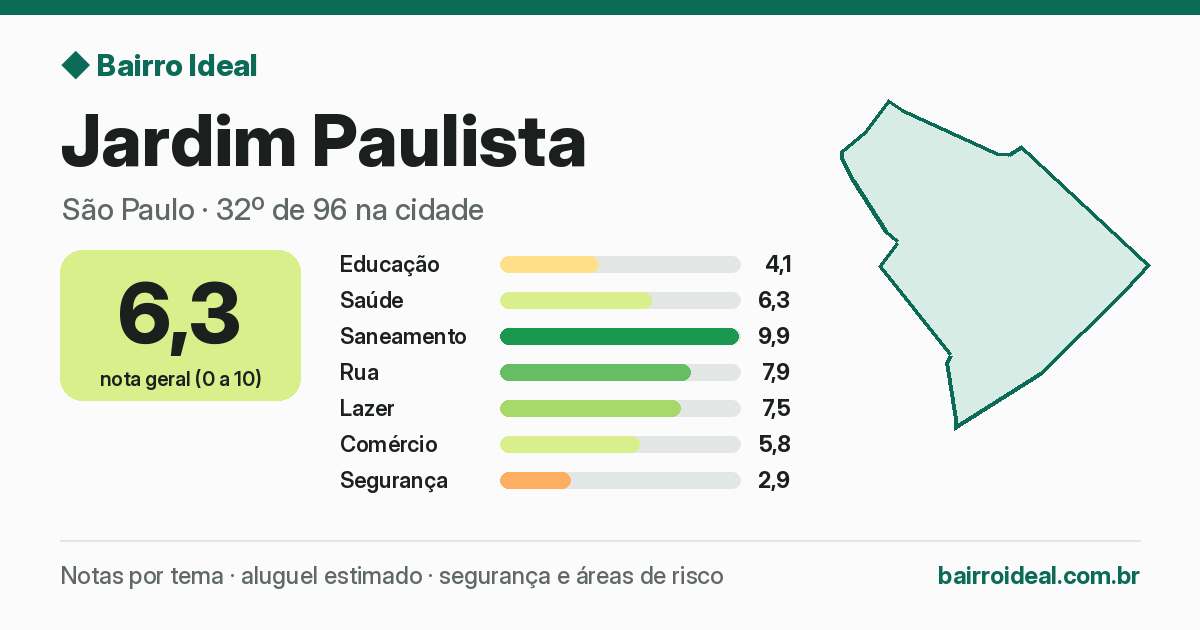 Bairro Ideal
Jardim Paulista
São Paulo · 32º de 96 na cidade
6,3
nota geral (0 a 10)
Educação 4,1
Saúde 6,3
Saneamento 9,9
Rua 7,9
Lazer 7,5
Comércio 5,8
Segurança 2,9
Notas por tema · aluguel estimado · segurança e áreas de risco
bairroideal.com.br